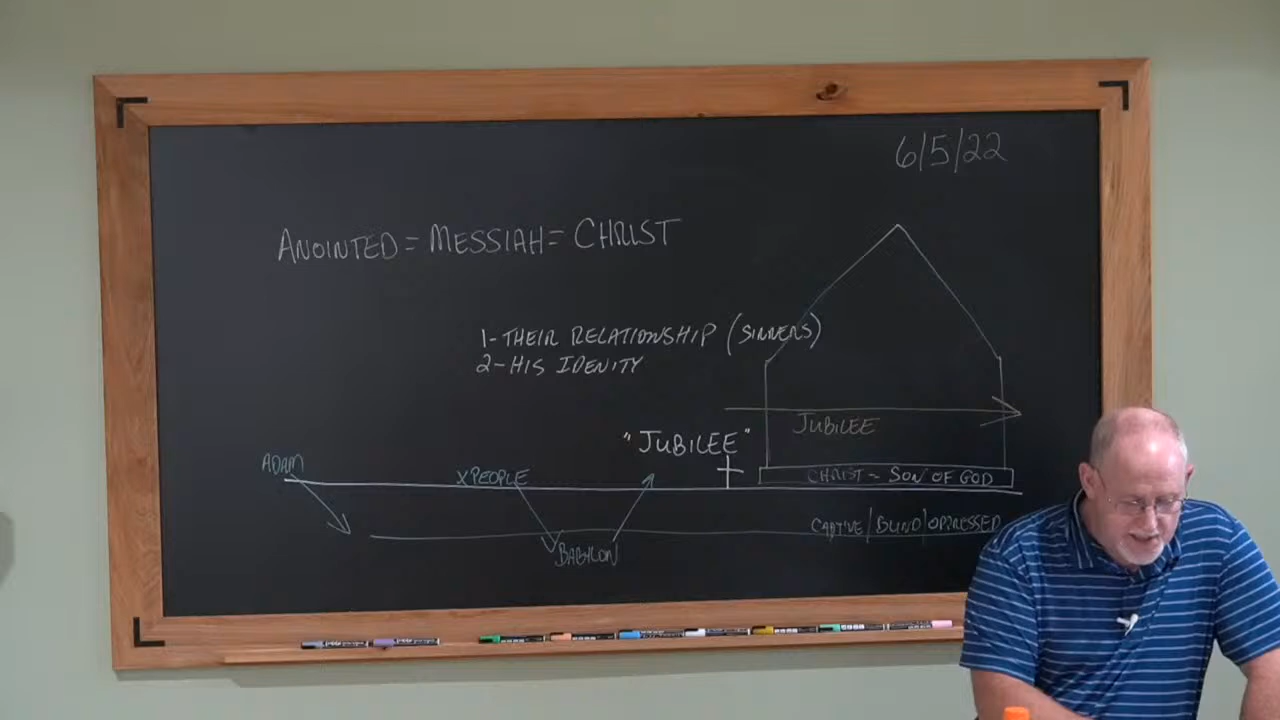 6/5/22
ANOINTED = MESSIAH = CHRIST
1-THEIR RELATIONSHIP (SINNERS)
2-HIS IDENITY
JUBILEE
"JUBILEE"
ADAM
XPEOPLE
CHRIST = SON OF GOD
CAPTIVE/BLIND/OPPRESSED
BABYLON